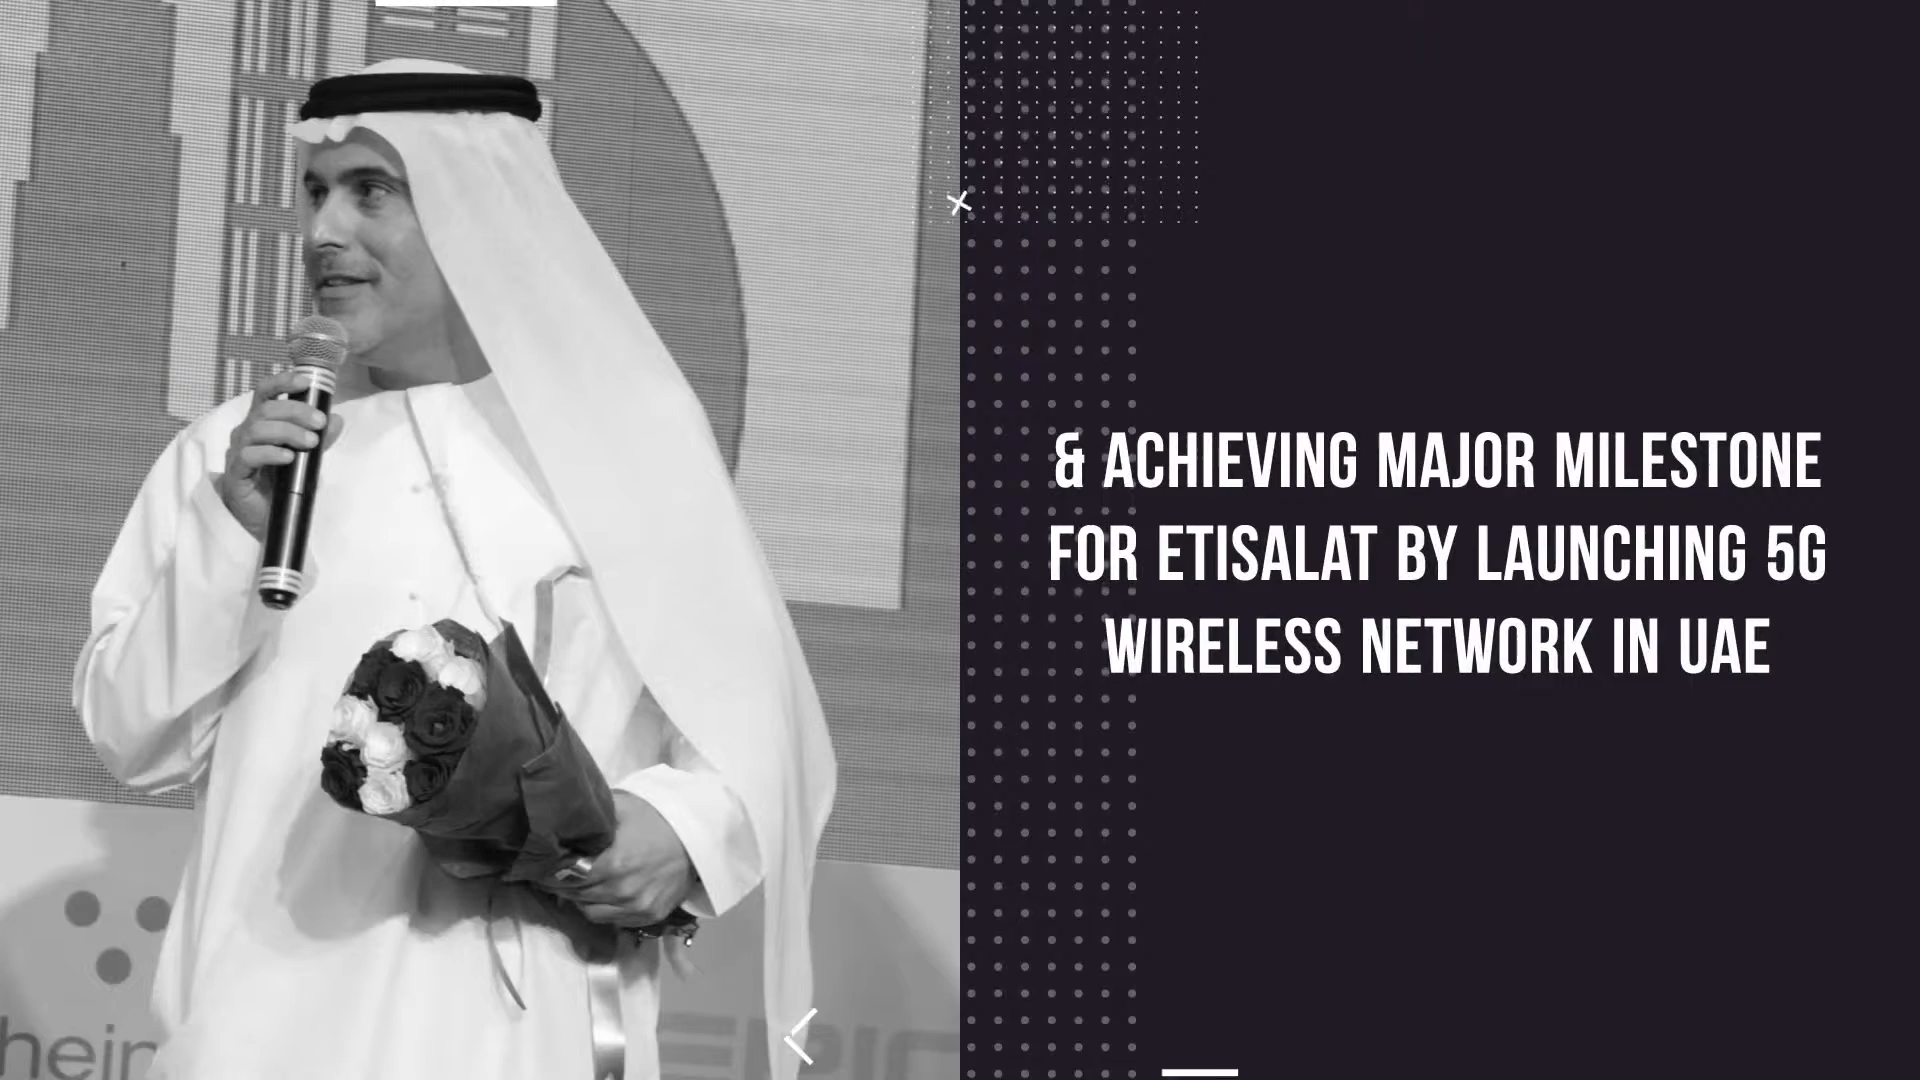 & ACHIEVING MAJOR MILESTONE
FOR ETISALAT BY LAUNCHING 5G
WIRELESS NETWORK IN UAE